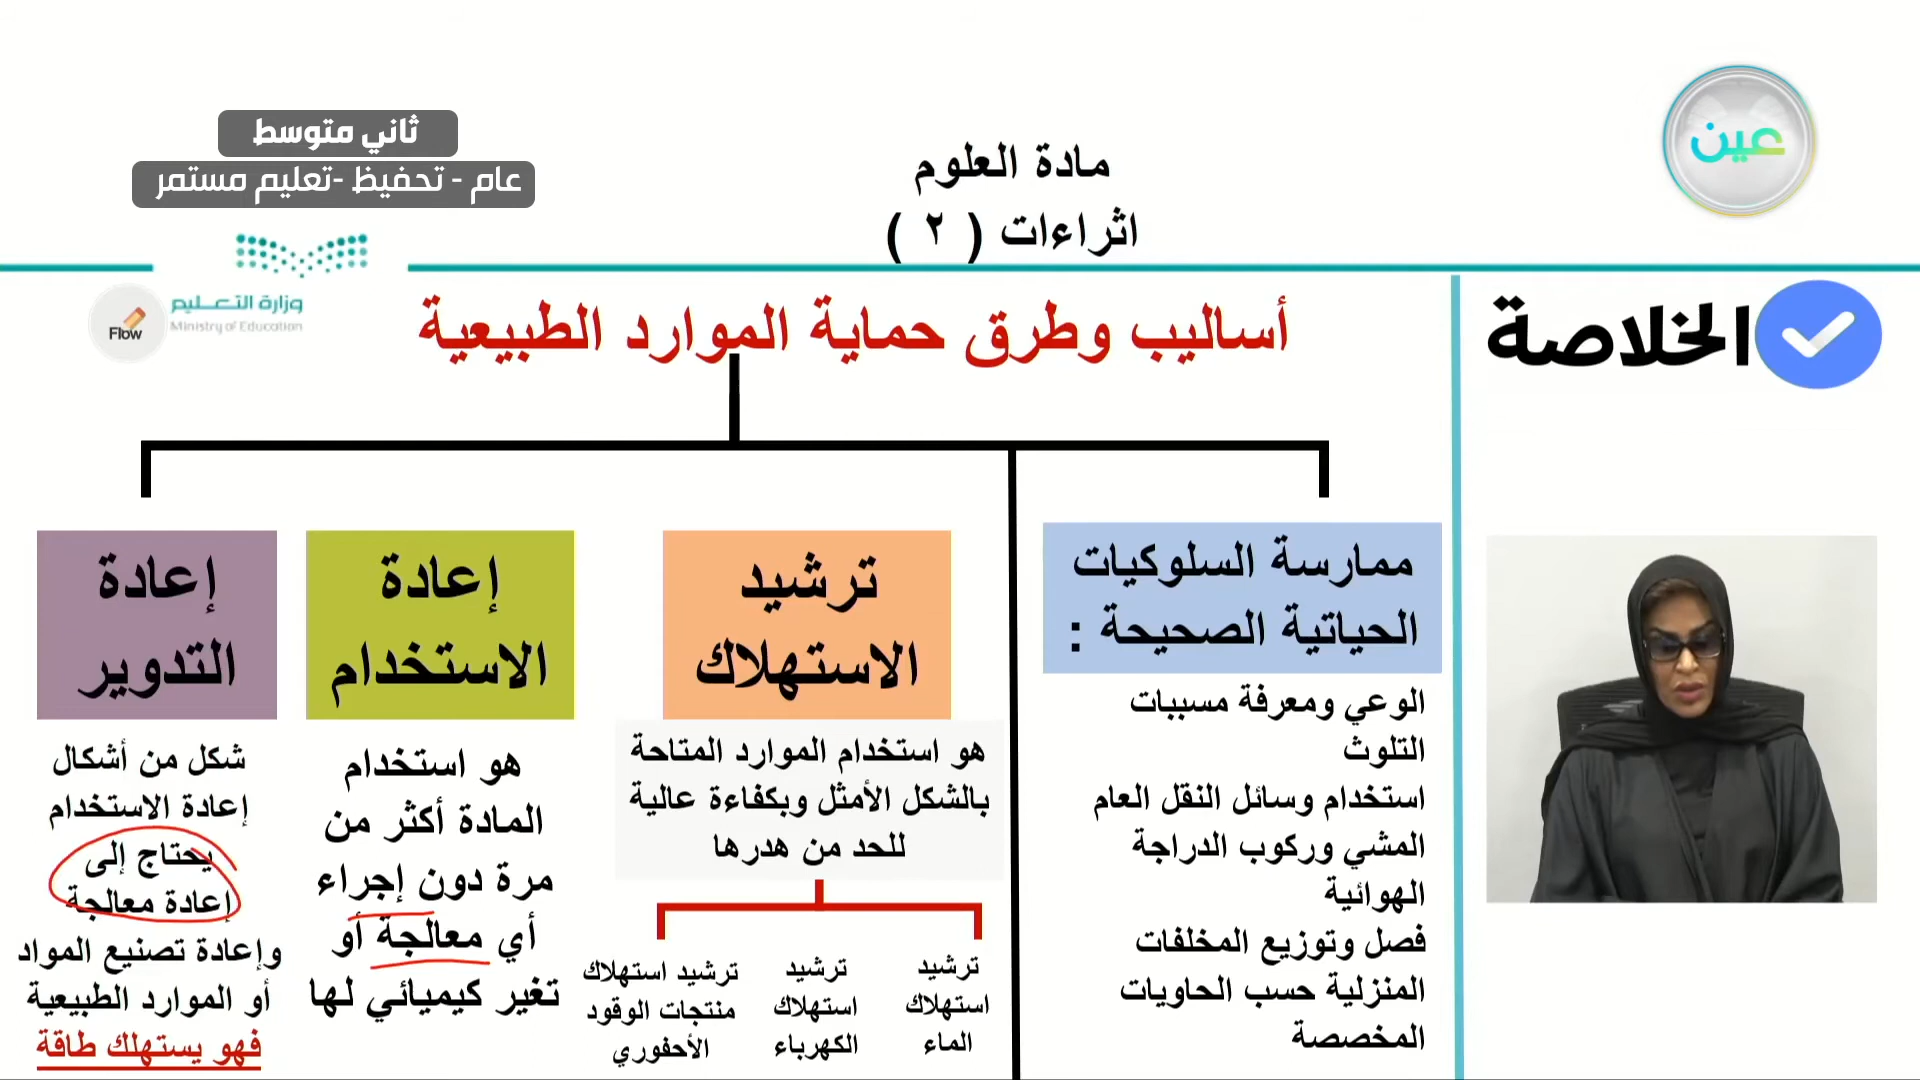 عين
ثاني متوسط
عام - تحفيظ -تعليم مستمر
مادة العلوم
اثراءات ( ٢ )
وزارة التعليم
Ministry of Education
Flow
الخلاصة
أساليب وطرق حماية الموارد الطبيعية
ممارسة السلوكيات
الحياتية الصحيحة :
الوعي ومعرفة مسببات
التلوث
استخدام وسائل النقل العام
المشي وركوب الدراجة
الهوائية
فصل وتوزيع المخلفات
المنزلية حسب الحاويات
المخصصة
ترشيد
الاستهلاك
هو استخدام الموارد المتاحة
بالشكل الأمثل وبكفاءة عالية
للحد من هدرها
ترشيد
استهلاك
الماء
ترشيد
استهلاك
الكهرباء
ترشيد استهلاك
منتجات الوقود
الأحفوري
إعادة
الاستخدام
هو استخدام
المادة أكثر من
مرة دون إجراء
أي معالجة أو
تغير كيميائي لها
إعادة
التدوير
شكل من أشكال
إعادة الاستخدام
يحتاج إلى
إعادة معالجة
وإعادة تصنيع المواد
أو الموارد الطبيعية
فهو يستهلك طاقة